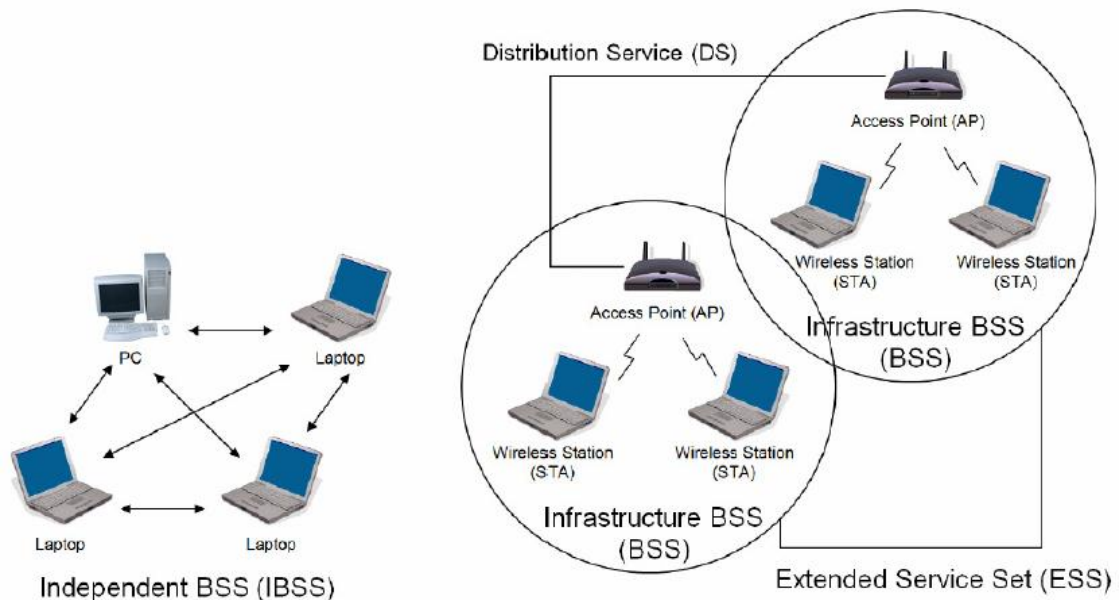 PC
Laptop
Laptop
Laptop
Independent BSS (IBSS)
Distribution Service (DS)
Access Point (AP)
Wireless Station
(STA)
Wireless Station
(STA)
Infrastructure BSS
(BSS)
Access Point (AP)
Wireless Station
(STA)
Wireless Station
(STA)
Infrastructure BSS
(BSS)
Extended Service Set (ESS)